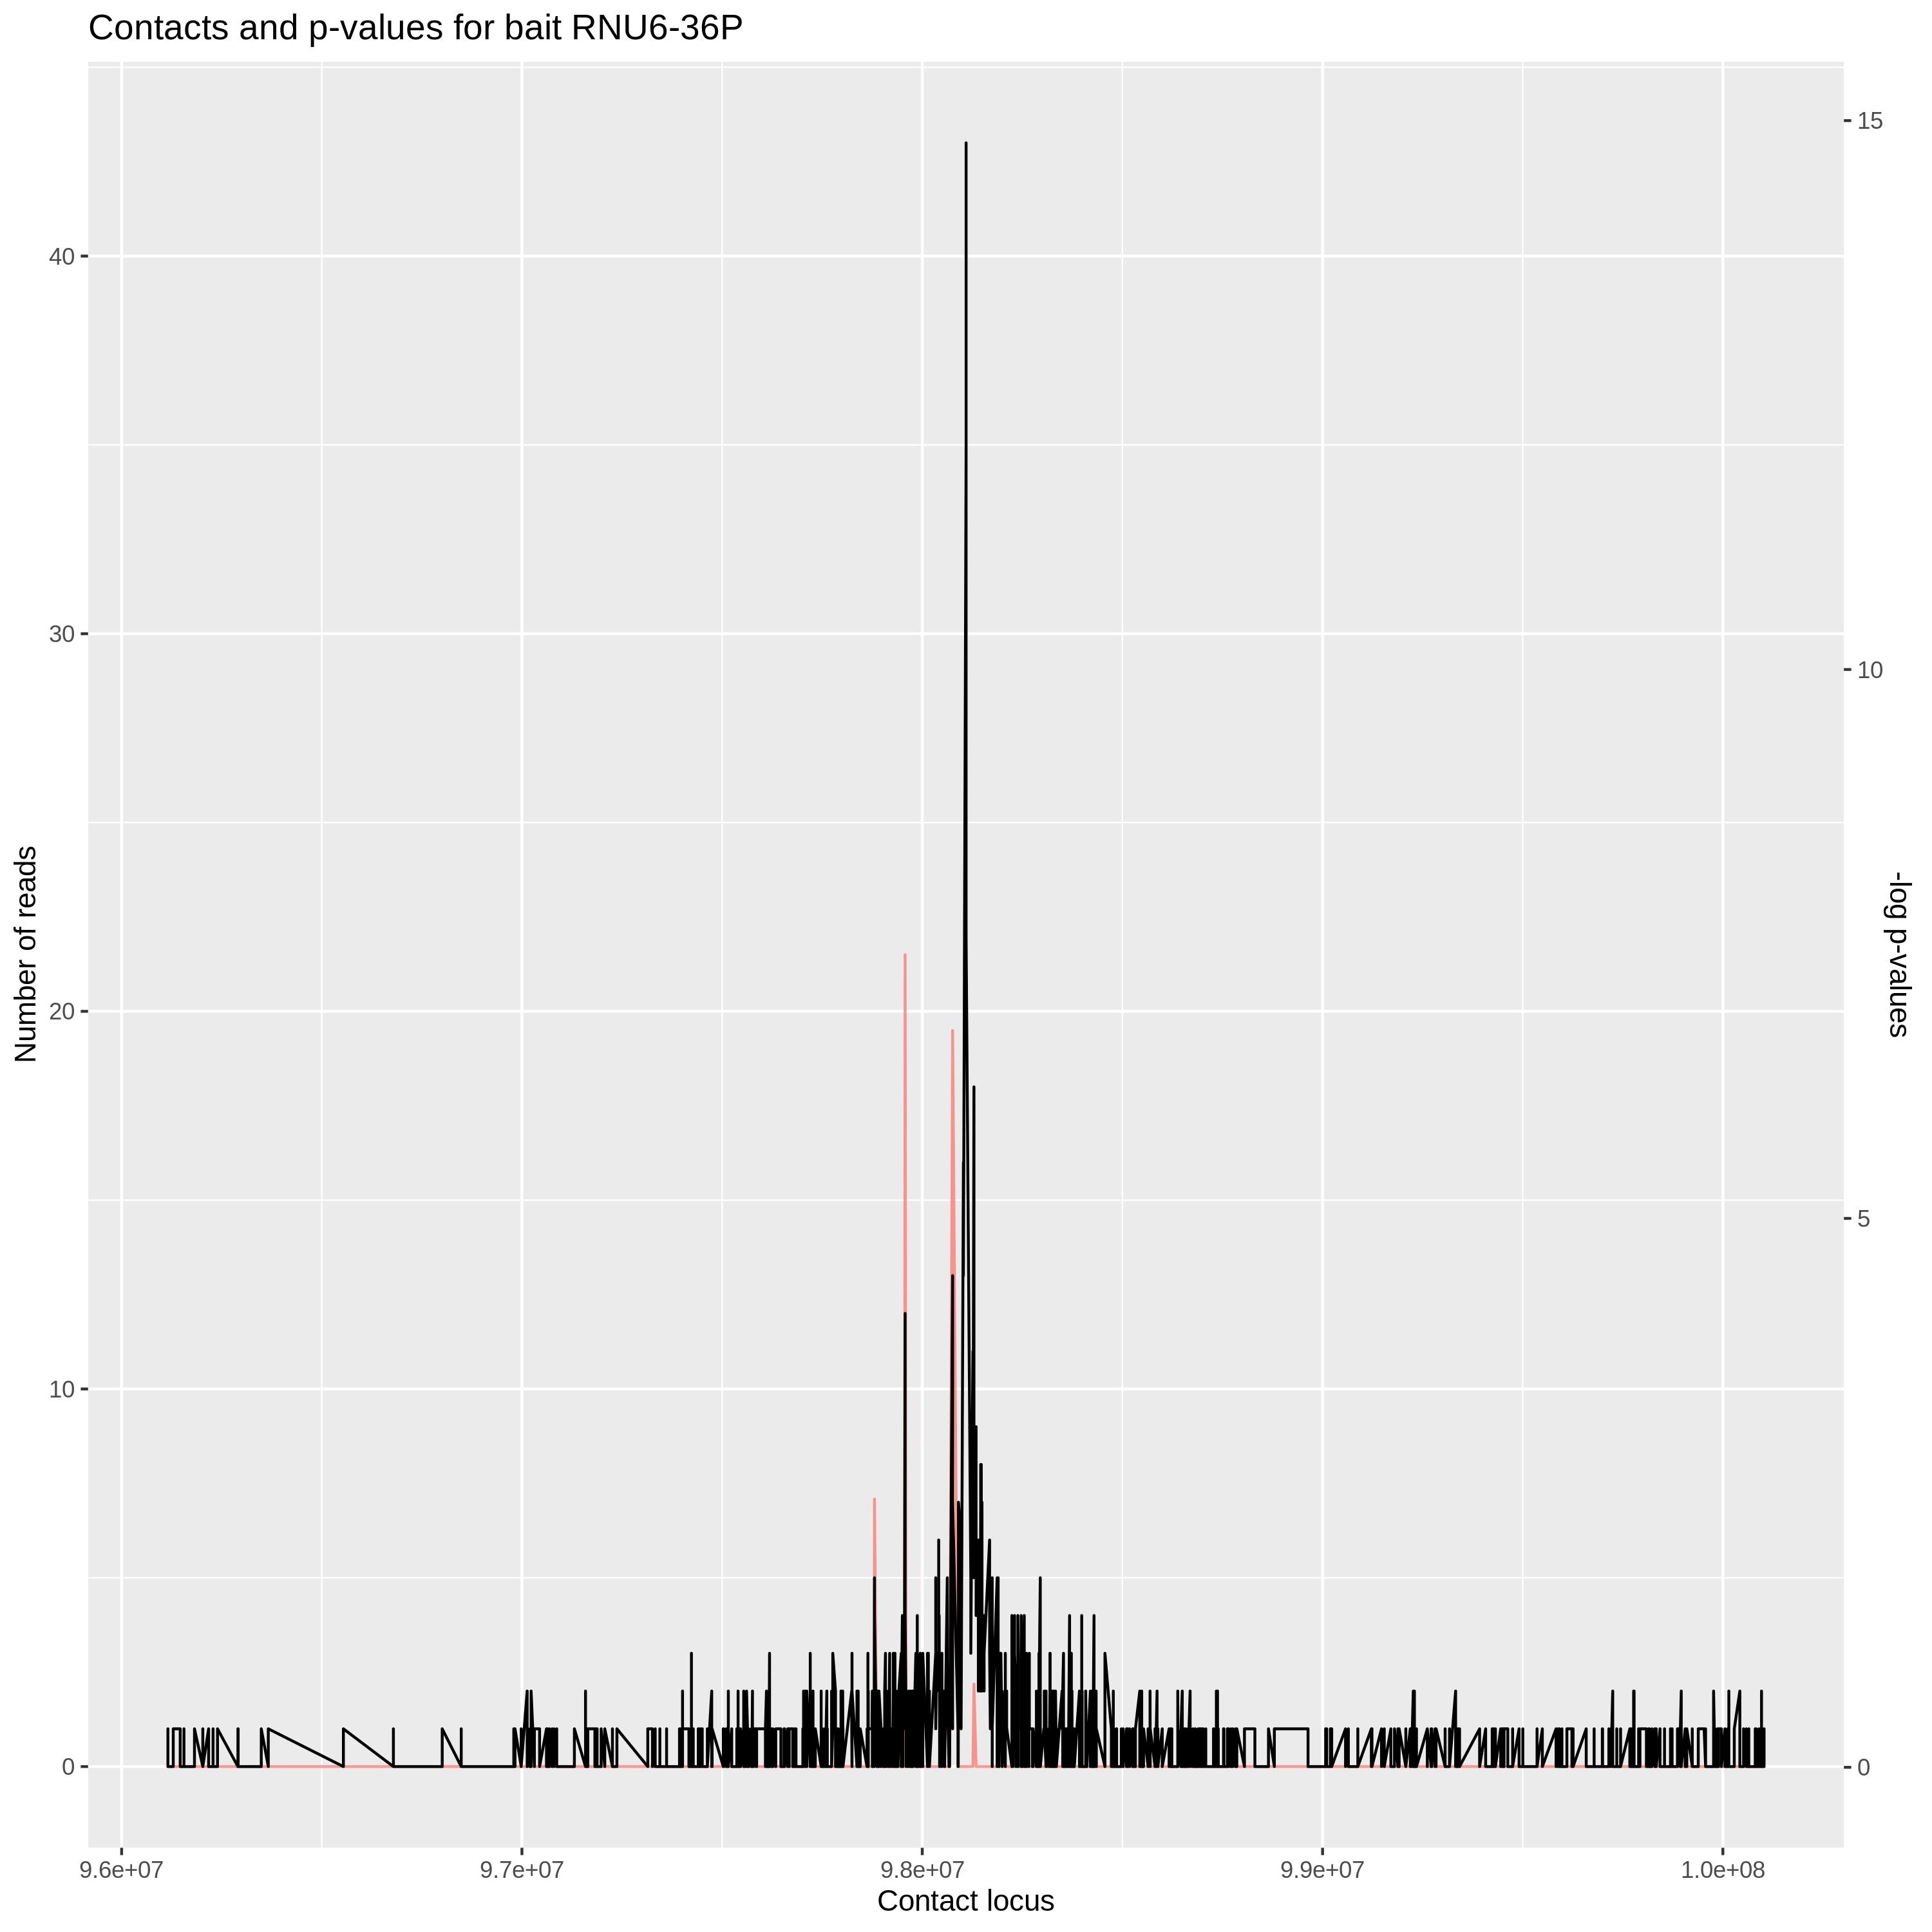 Contacts and p-values for bait RNU6-36P
Number of reads
40
30
20
10
0
15
10
5
0
-log p-values
9.6e+07
9.7e+07
9.8e+07
9.9e+07
1.0e+08
Contact locus